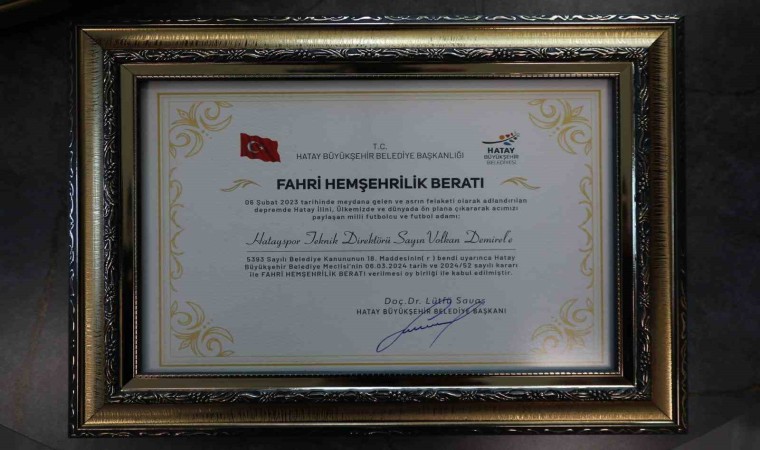 T.C.
HATAY BÜYÜKŞEHİR BELEDİYE BAŞKANLIĞI
HATAY
BÜYÜKŞEHİR
BELEDİYESİ
FAHRİ HEMŞEHRİLİK BERATI
06 Şubat 2023 tarihinde meydana gelen ve asrın felaketi olarak adlandırılan
depremde Hatay İlini, Ülkemizde ve dünyada ön plana çıkararak acımızı
paylaşan milli futbolcu ve futbol adamı;
Hatayspor Teknik Direktörü Sayın Volkan Demirel'e
5393 Sayılı Belediye Kanununun 18. Maddesinin( r ) bendi uyarınca Hatay
Büyükşehir Belediye Meclisi'nin 06.03.2024 tarih ve 2024/52 sayılı kararı
ile FAHRİ HEMŞEHRİLİK BERATI verilmesi oy birliği ile kabul edilmiştir.
Doç.Dr. Lütfü Savaş
HATAY BÜYÜKŞEHİR BELEDİYE BAŞKANI